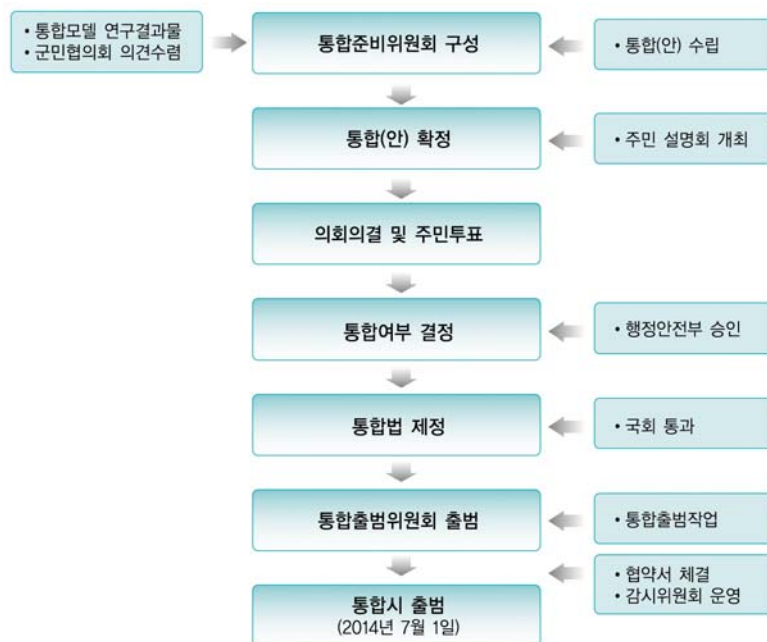 • 통합모델 연구결과물
• 군민협의회 의견수렴
통합준비위원회 구성
• 통합(안) 수립
통합(안) 확정
• 주민 설명회 개최
의회의결 및 주민투표
통합여부 결정
• 행정안전부 승인
통합법 제정
• 국회 통과
통합출범위원회 출범
• 통합출범작업
• 협약서 체결
• 감시위원회 운영
통합시 출범
(2014년 7월 1일)